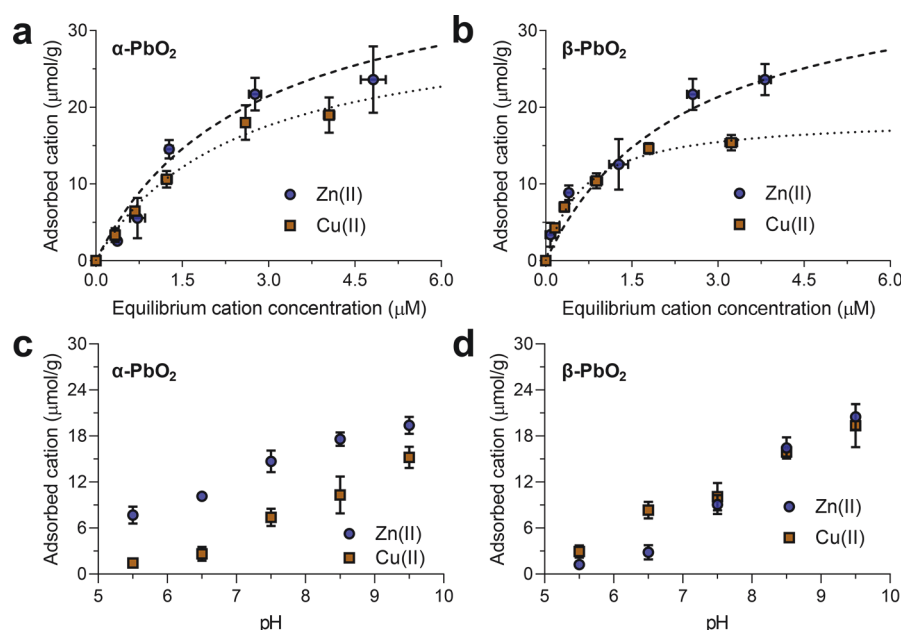 a
α-PbO₂
Adsorbed cation (μmol/g)
30
20
10
0
0.0 1.5 3.0 4.5 6.0
Zn(II)
Cu(II)
Equilibrium cation concentration (μM)
b
β-PbO₂
Adsorbed cation (μmol/g)
30
20
10
0
0.0 1.5 3.0 4.5 6.0
Zn(II)
Cu(II)
Equilibrium cation concentration (μM)
c
α-PbO₂
Adsorbed cation (μmol/g)
30
24
18
12
6
0
5 6 7 8 9 10
Zn(II)
Cu(II)
pH
d
β-PbO₂
Adsorbed cation (μmol/g)
30
24
18
12
6
0
5 6 7 8 9 10
Zn(II)
Cu(II)
pH